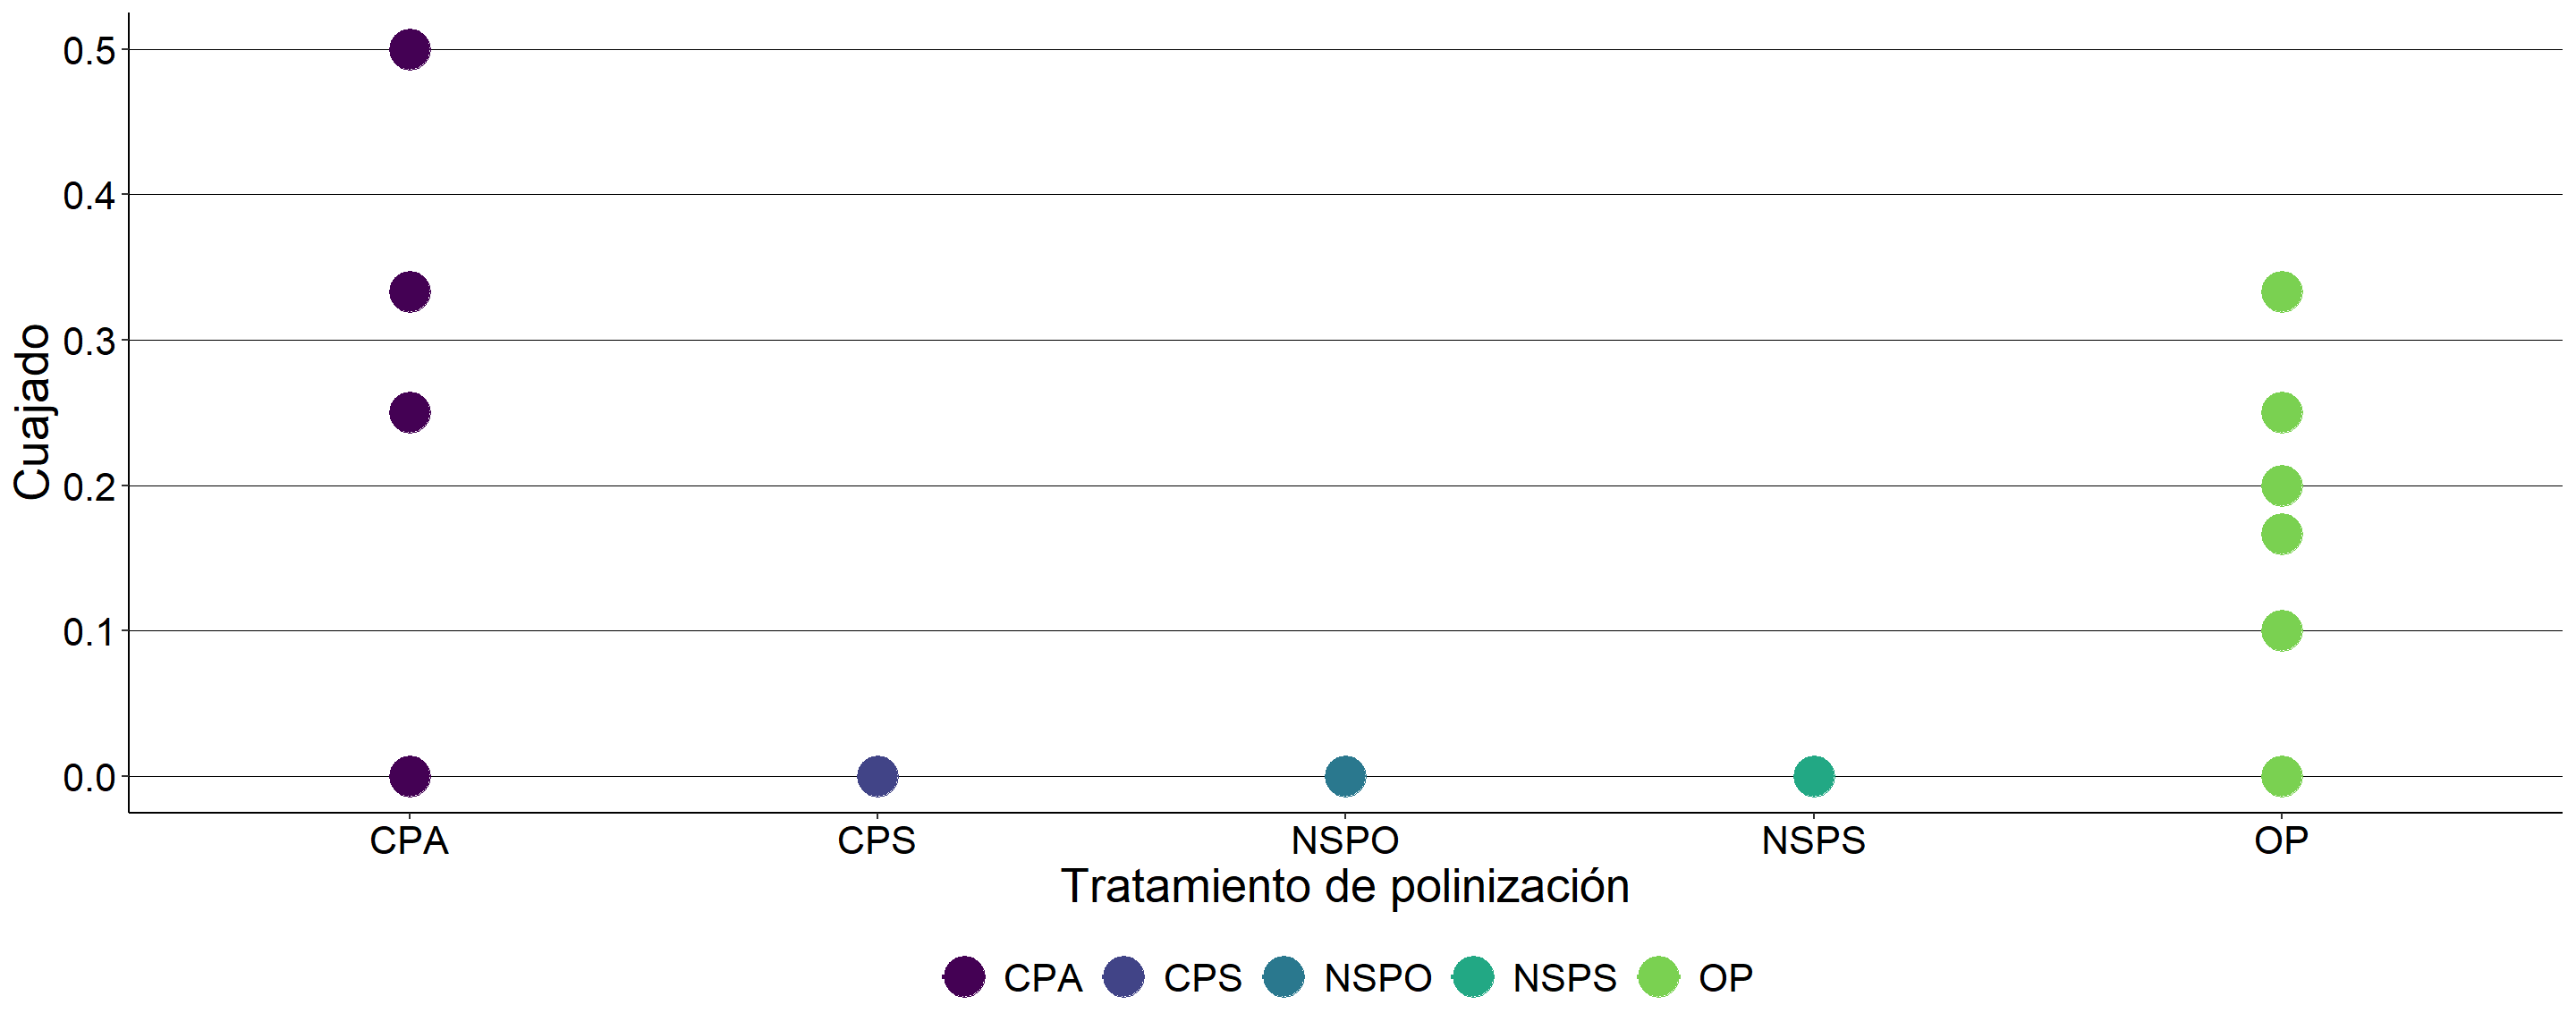 Cuajado
0.5
0.4
0.3
0.2
0.1
0.0
CPA CPS NSPO NSPS OP
Tratamiento de polinización
CPA CPS NSPO NSPS OP